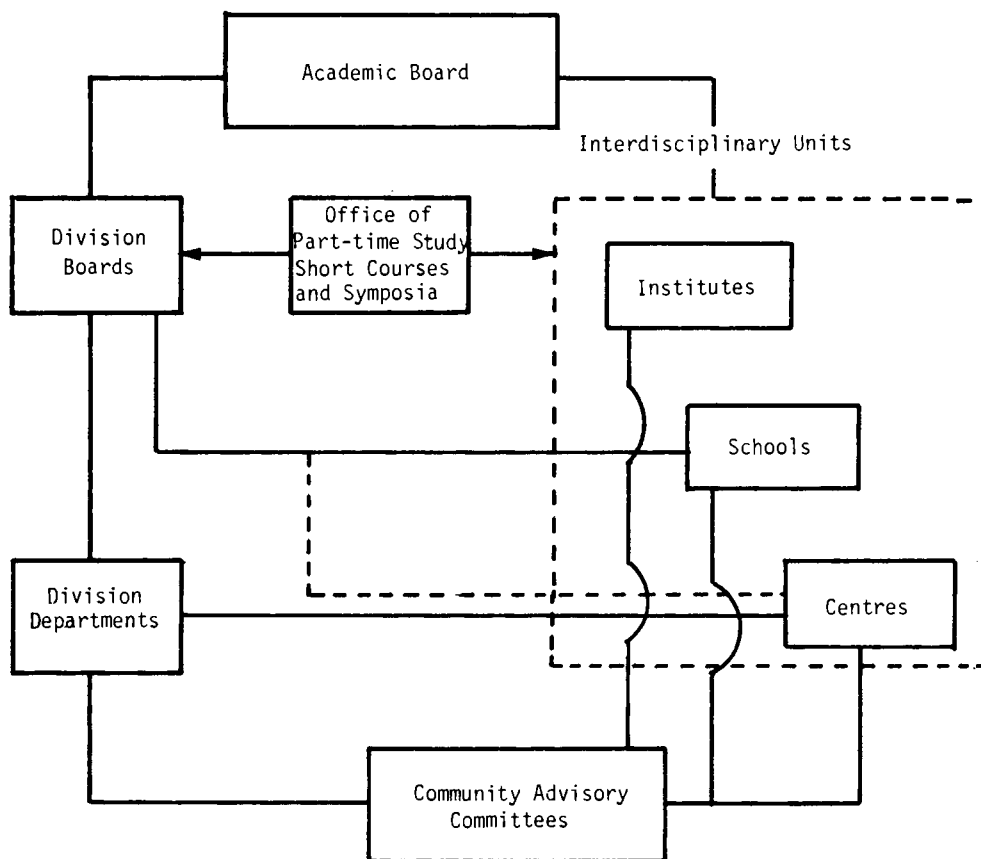 Academic Board
Interdisciplinary Units
Division
Boards
Office of
Part-time Study
Short Courses
and Symposia
Institutes
Schools
Division
Departments
Centres
Community Advisory
Committees